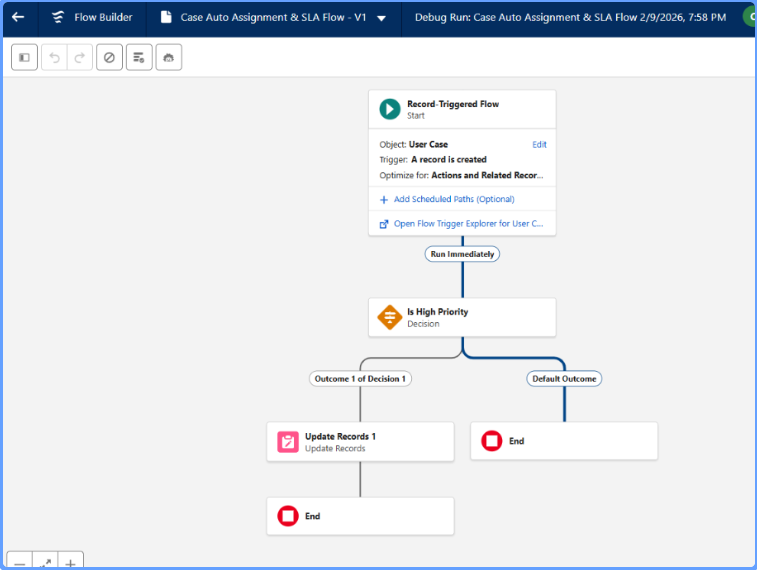 Flow Builder
Case Auto Assignment & SLA Flow - V1
Debug Run: Case Auto Assignment & SLA Flow 2/9/2026, 7:58 PM
Record-Triggered Flow
Start
Object: User Case
Edit
Trigger: A record is created
Optimize for: Actions and Related Recor...
Add Scheduled Paths (Optional)
Open Flow Trigger Explorer for User C...
Run Immediately
Is High Priority
Decision
Outcome 1 of Decision 1
Default Outcome
Update Records 1
Update Records
End
End